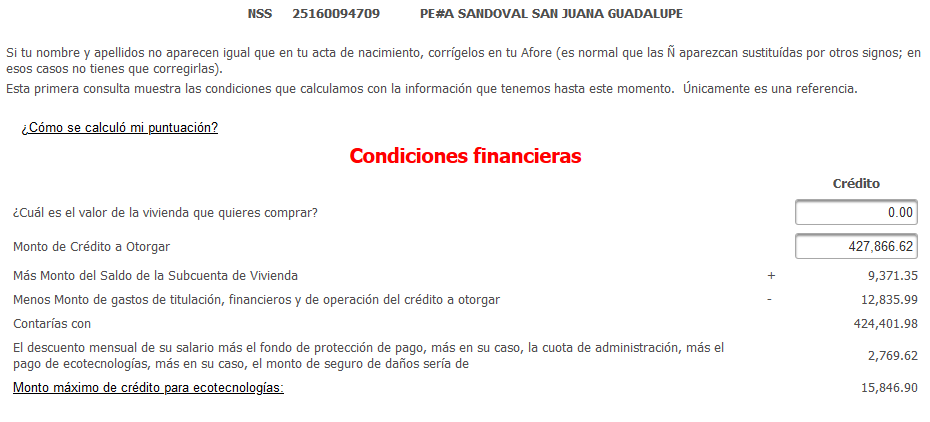 NSS 25160094709 PE#A SANDOVAL SAN JUANA GUADALUPE
Si tu nombre y apellidos no aparecen igual que en tu acta de nacimiento, corrígelos en tu Afore (es normal que las Ñ aparezcan sustituídas por otros signos; en
esos casos no tienes que corregirlas).
Esta primera consulta muestra las condiciones que calculamos con la información que tenemos hasta este momento. Únicamente es una referencia.
¿Cómo se calculó mi puntuación?
Condiciones financieras
Crédito
¿Cuál es el valor de la vivienda que quieres comprar? 0.00
Monto de Crédito a Otorgar 427,866.62
Más Monto del Saldo de la Subcuenta de Vivienda + 9,371.35
Menos Monto de gastos de titulación, financieros y de operación del crédito a otorgar - 12,835.99
Contarías con 424,401.98
El descuento mensual de su salario más el fondo de protección de pago, más en su caso, la cuota de administración, más el
pago de ecotecnologías, más en su caso, el monto de seguro de daños sería de 2,769.62
Monto máximo de crédito para ecotecnologías: 15,846.90